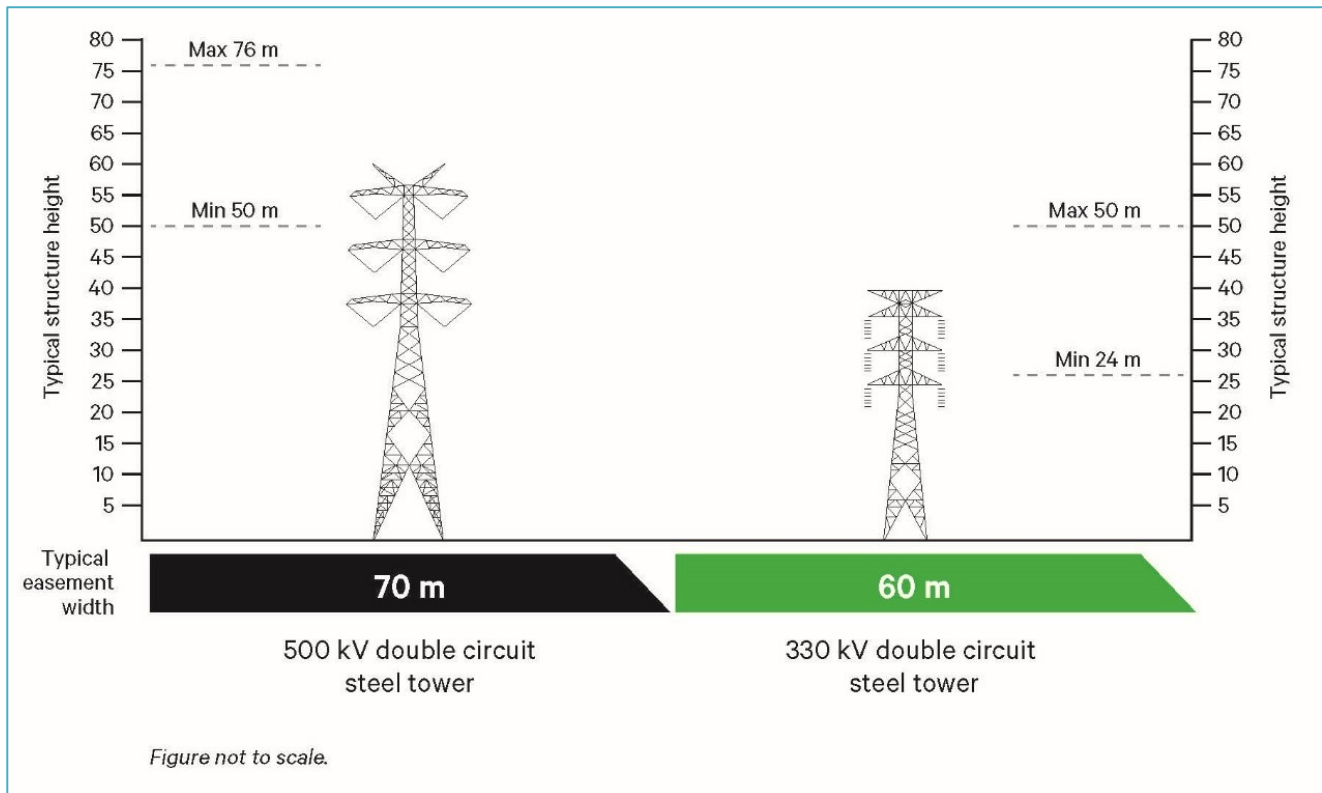 80
75
70
65
60
55
50
45
40
35
30
25
20
15
10
5
Typical structure height
Max 76 m
Min 50 m
Max 50 m
Min 24 m
80
75
70
65
60
55
50
45
40
35
30
25
20
15
10
5
Typical structure height
Typical
easement
width
70 m
60 m
500 kV double circuit
steel tower
330 kV double circuit
steel tower
Figure not to scale.